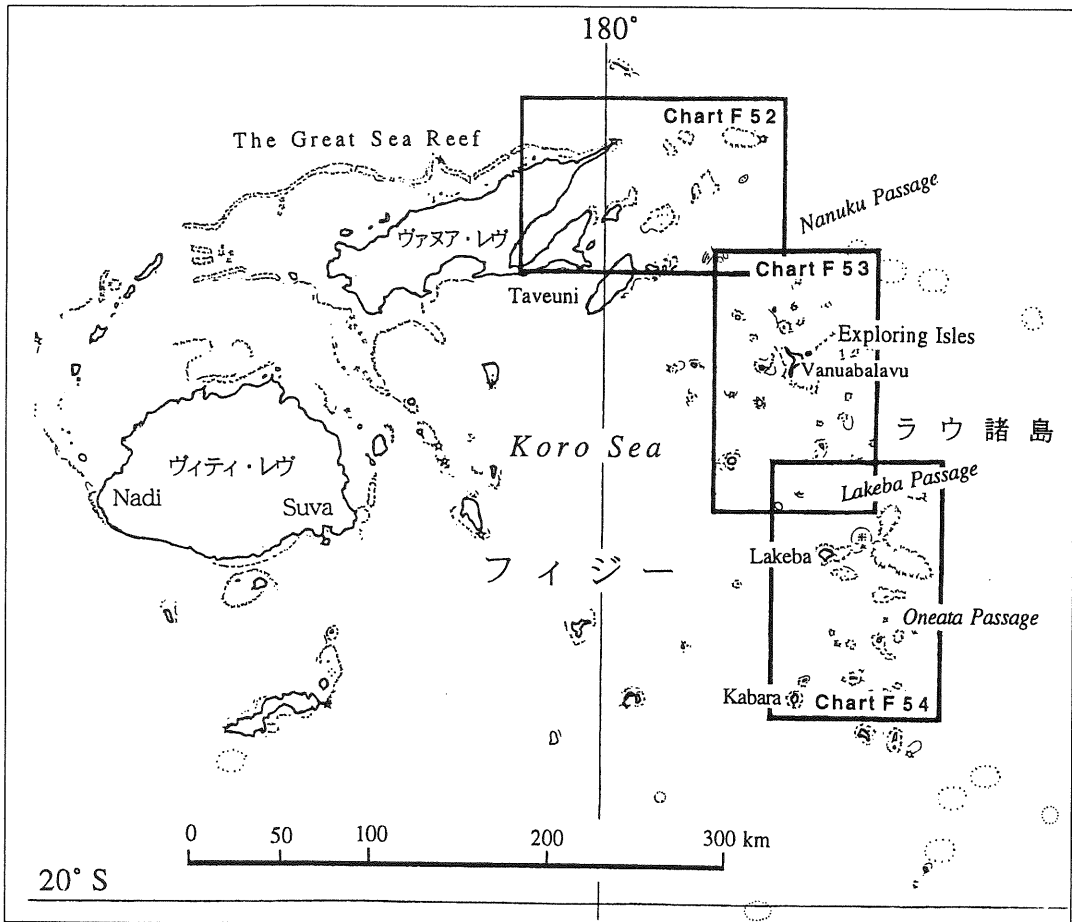 180°
Chart F 52
The Great Sea Reef
Nanuku Passage
ヴァヌア・レヴ
Chart F 53
Taveuni
Exploring Isles
Vanuabalavu
ラウ諸島
Koro Sea
ヴィティ・レヴ
Lakeba Passage
Nadi
Suva
Lakeba
フィジー
Oneata Passage
Kabara
Chart F 54
0 50 100 200 300 km
20° S